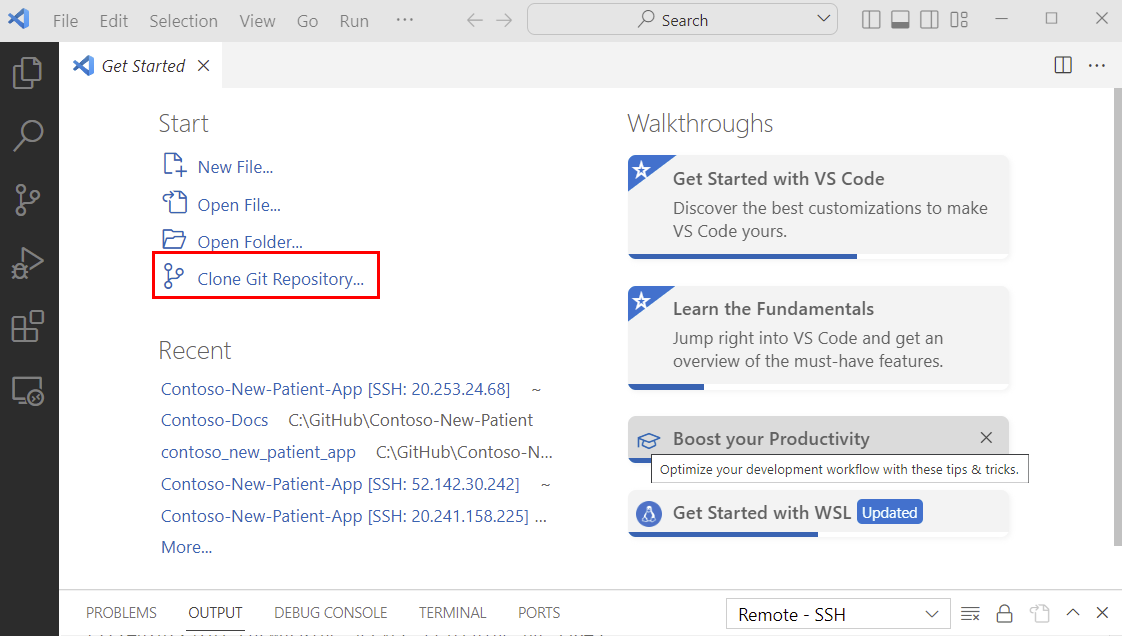 File Edit Selection View Go Run ··· Search
Get Started
Start
New File...
Open File...
Open Folder...
Clone Git Repository...
Recent
Contoso-New-Patient-App [SSH: 20.253.24.68] ~
Contoso-Docs C:\GitHub\Contoso-New-Patient
contoso_new_patient_app C:\GitHub\Contoso-N...
Contoso-New-Patient-App [SSH: 52.142.30.242] ~
Contoso-New-Patient-App [SSH: 20.241.158.225] ...
More...
Walkthroughs
Get Started with VS Code
Discover the best customizations to make
VS Code yours.
Learn the Fundamentals
Jump right into VS Code and get an
overview of the must-have features.
Boost your Productivity
Optimize your development workflow with these tips & tricks.
Get Started with WSL Updated
PROBLEMS OUTPUT DEBUG CONSOLE TERMINAL PORTS Remote - SSH